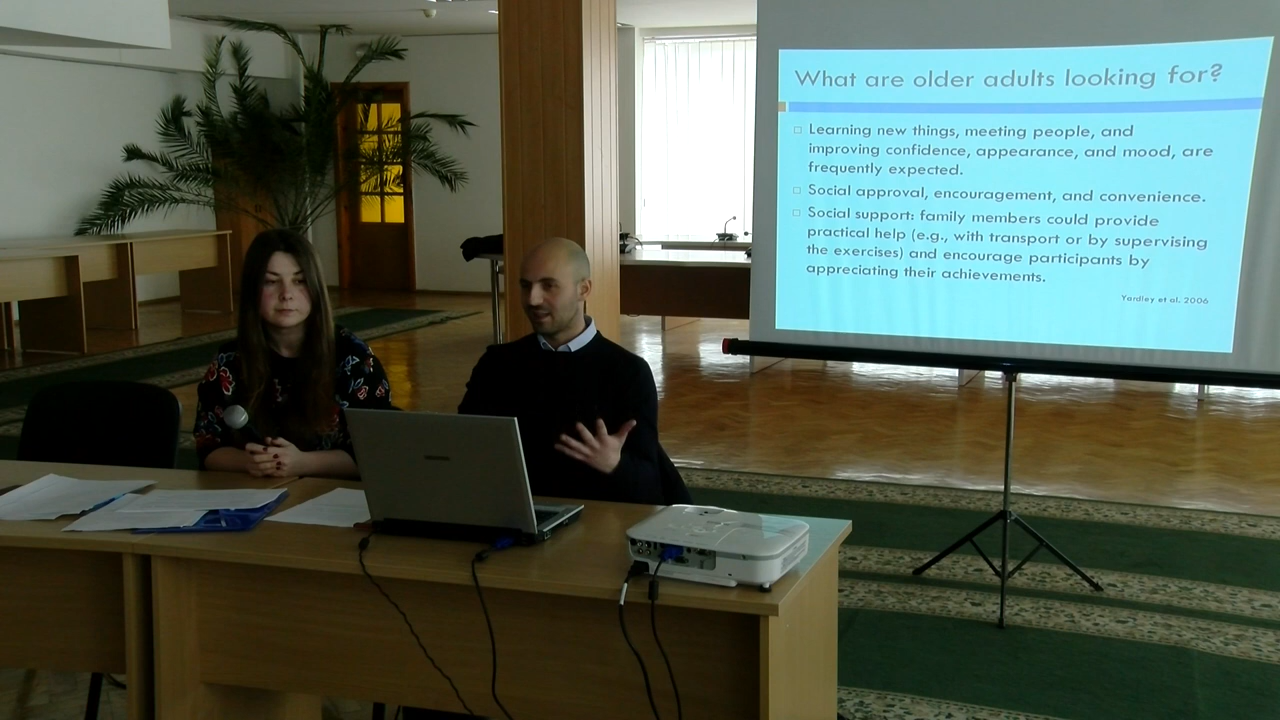 What are older adults looking for?
Learning new things, meeting people, and
improving confidence, appearance, and mood, are
frequently expected.
Social approval, encouragement, and convenience.
Social support: family members could provide
practical help (e.g., with transport or by supervising
the exercises) and encourage participants by
appreciating their achievements.
Yardley et al. 2006